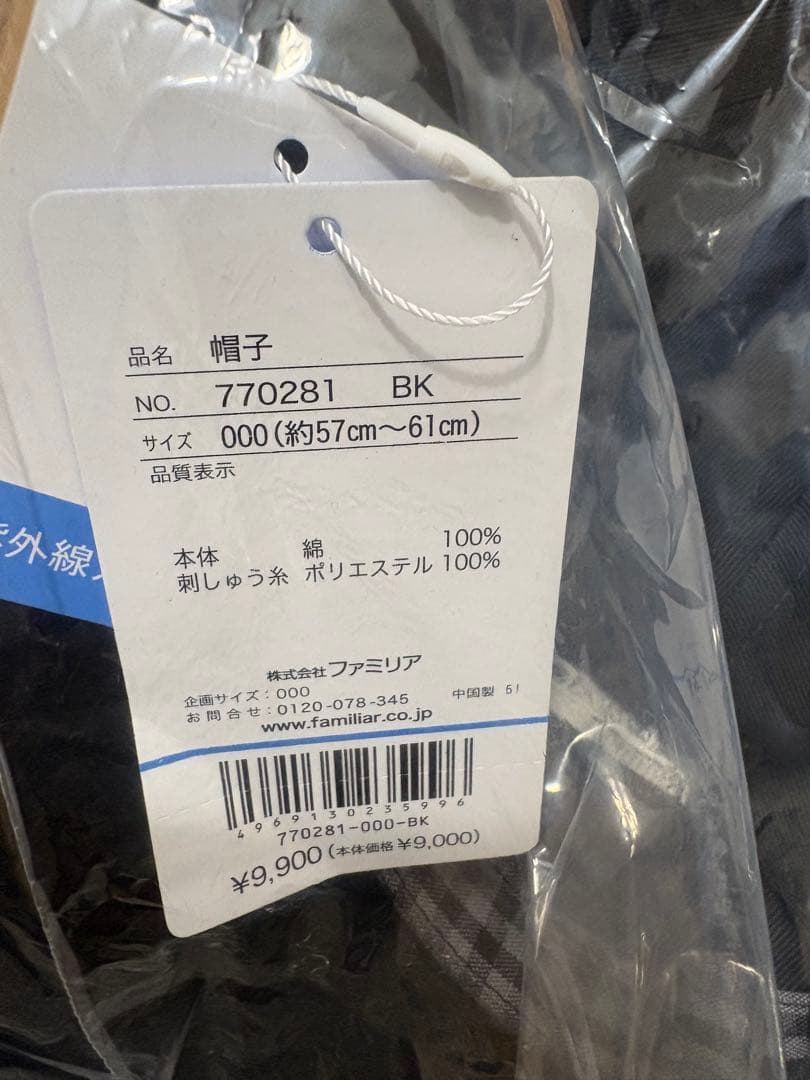 品名 帽子
NO. 770281 BK
サイズ 000(約57cm〜61cm)
品質表示
外線
本体 綿 100%
刺しゅう糸 ポリエステル 100%
株式会社ファミリア
企画サイズ：000
お問合せ：0120-078-345 中国製 51
www.familiar.co.jp
4969130235996
770281-000-BK
¥9,900(本体価格¥9,000)